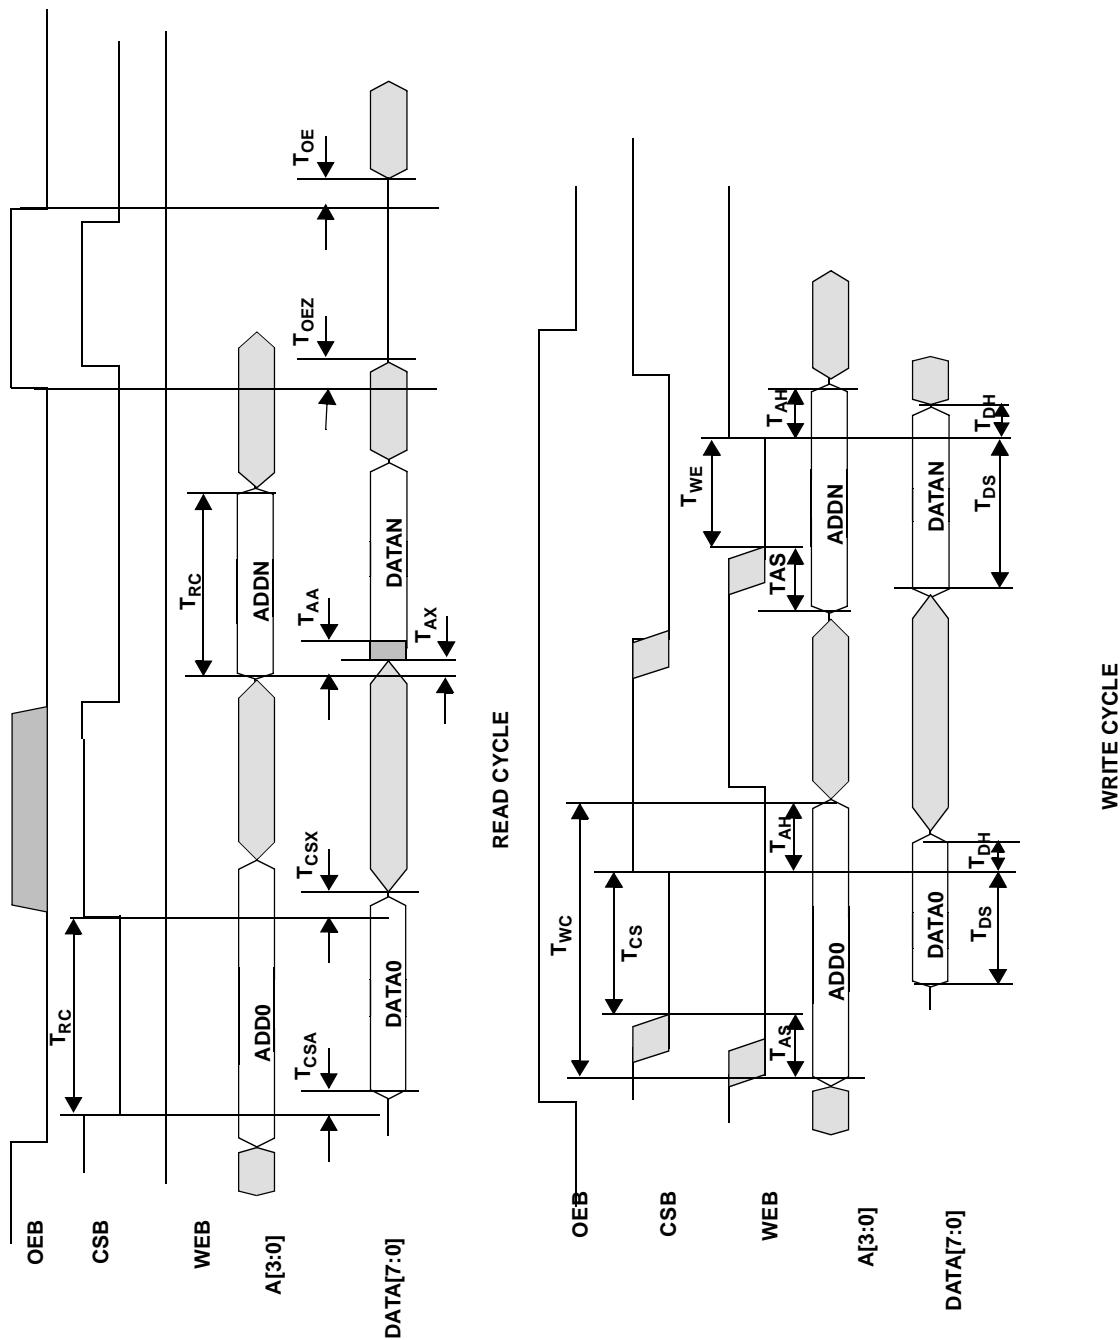 OEB
CSB
WEB
A[3:0]
DATA[7:0]
TRC
ADD0
TRC
ADDN
TCSA
TCSX
TAA
TAX
TOEZ
TOE
DATA0
DATAN
READ CYCLE
OEB
CSB
WEB
A[3:0]
DATA[7:0]
TWC
TCS
TWE
TAS
TAH
TAS
TAH
ADD0
ADDN
DATA0
DATAN
TDS
TDH
TDS
TDH
WRITE CYCLE